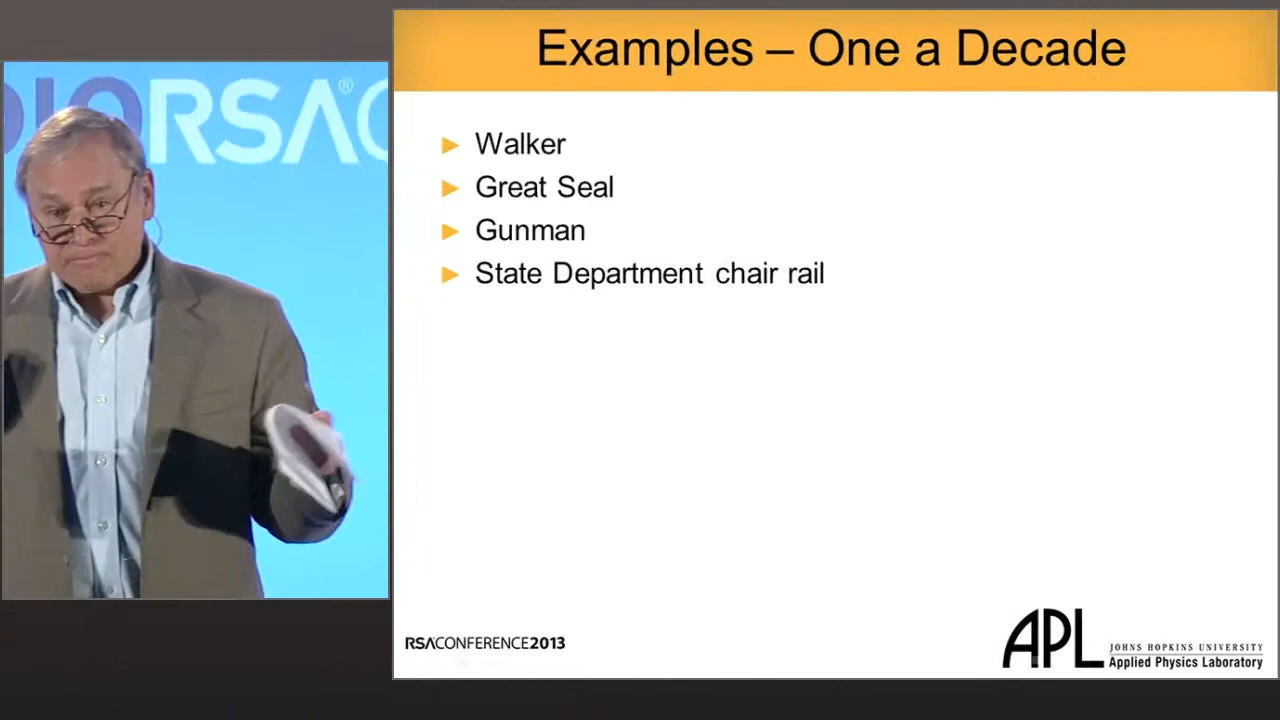 RSAC
Examples – One a Decade
Walker
Great Seal
Gunman
State Department chair rail
RSACONFERENCE2013
APL
JOHNS HOPKINS UNIVERSITY
Applied Physics Laboratory